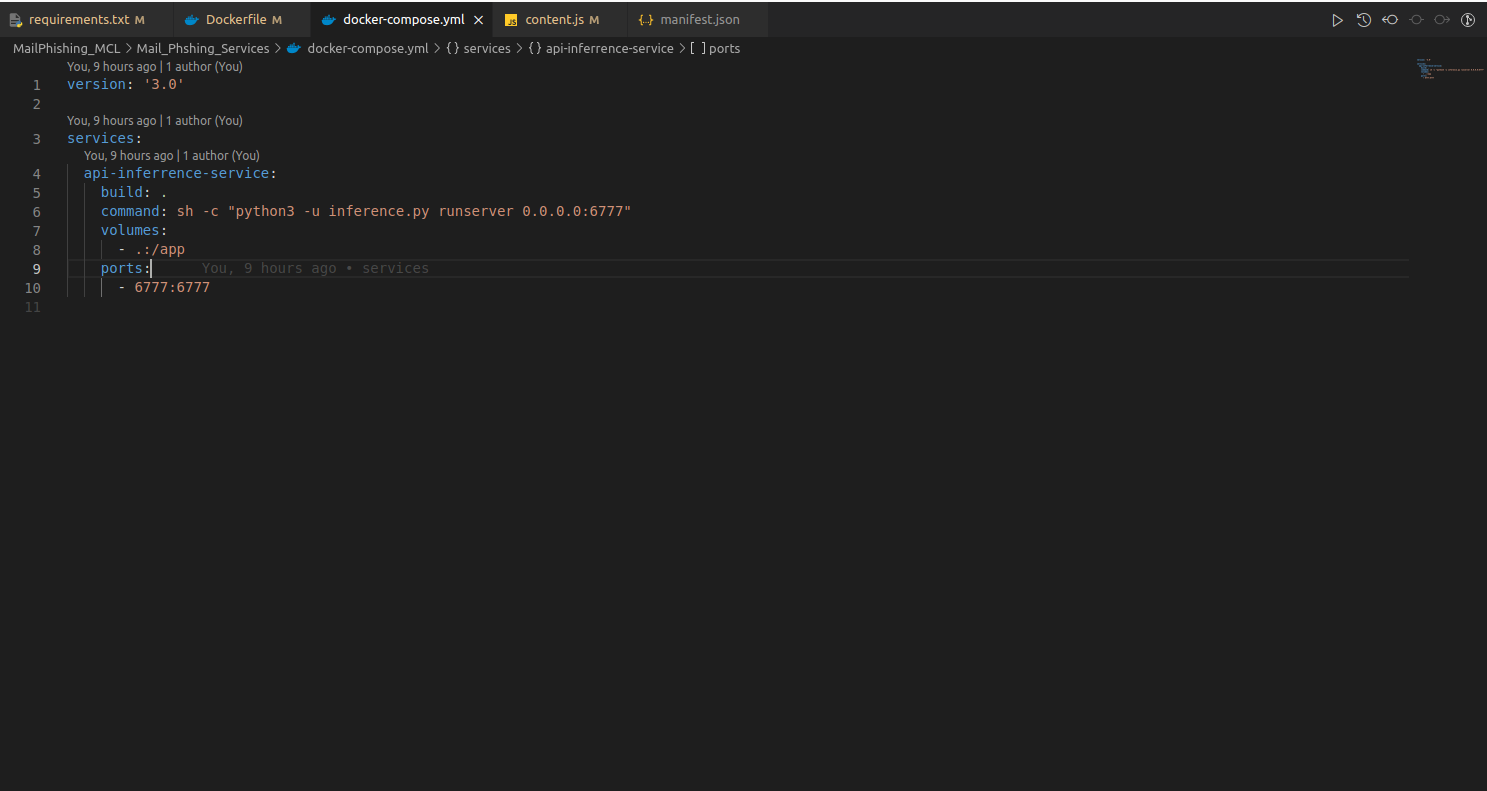 requirements.txt M Dockerfile M docker-compose.yml content.js M manifest.json
MailPhishing_MCL > Mail_Phshing_Services > docker-compose.yml > {} services > {} api-inferrence-service > [ ] ports
You, 9 hours ago | 1 author (You)
1 version: '3.0'
2
You, 9 hours ago | 1 author (You)
3 services:
You, 9 hours ago | 1 author (You)
4 api-inferrence-service:
5 build: .
6 command: sh -c "python3 -u inference.py runserver 0.0.0.0:6777"
7 volumes:
8 - .:/app
9 ports: You, 9 hours ago • services
10 - 6777:6777
11